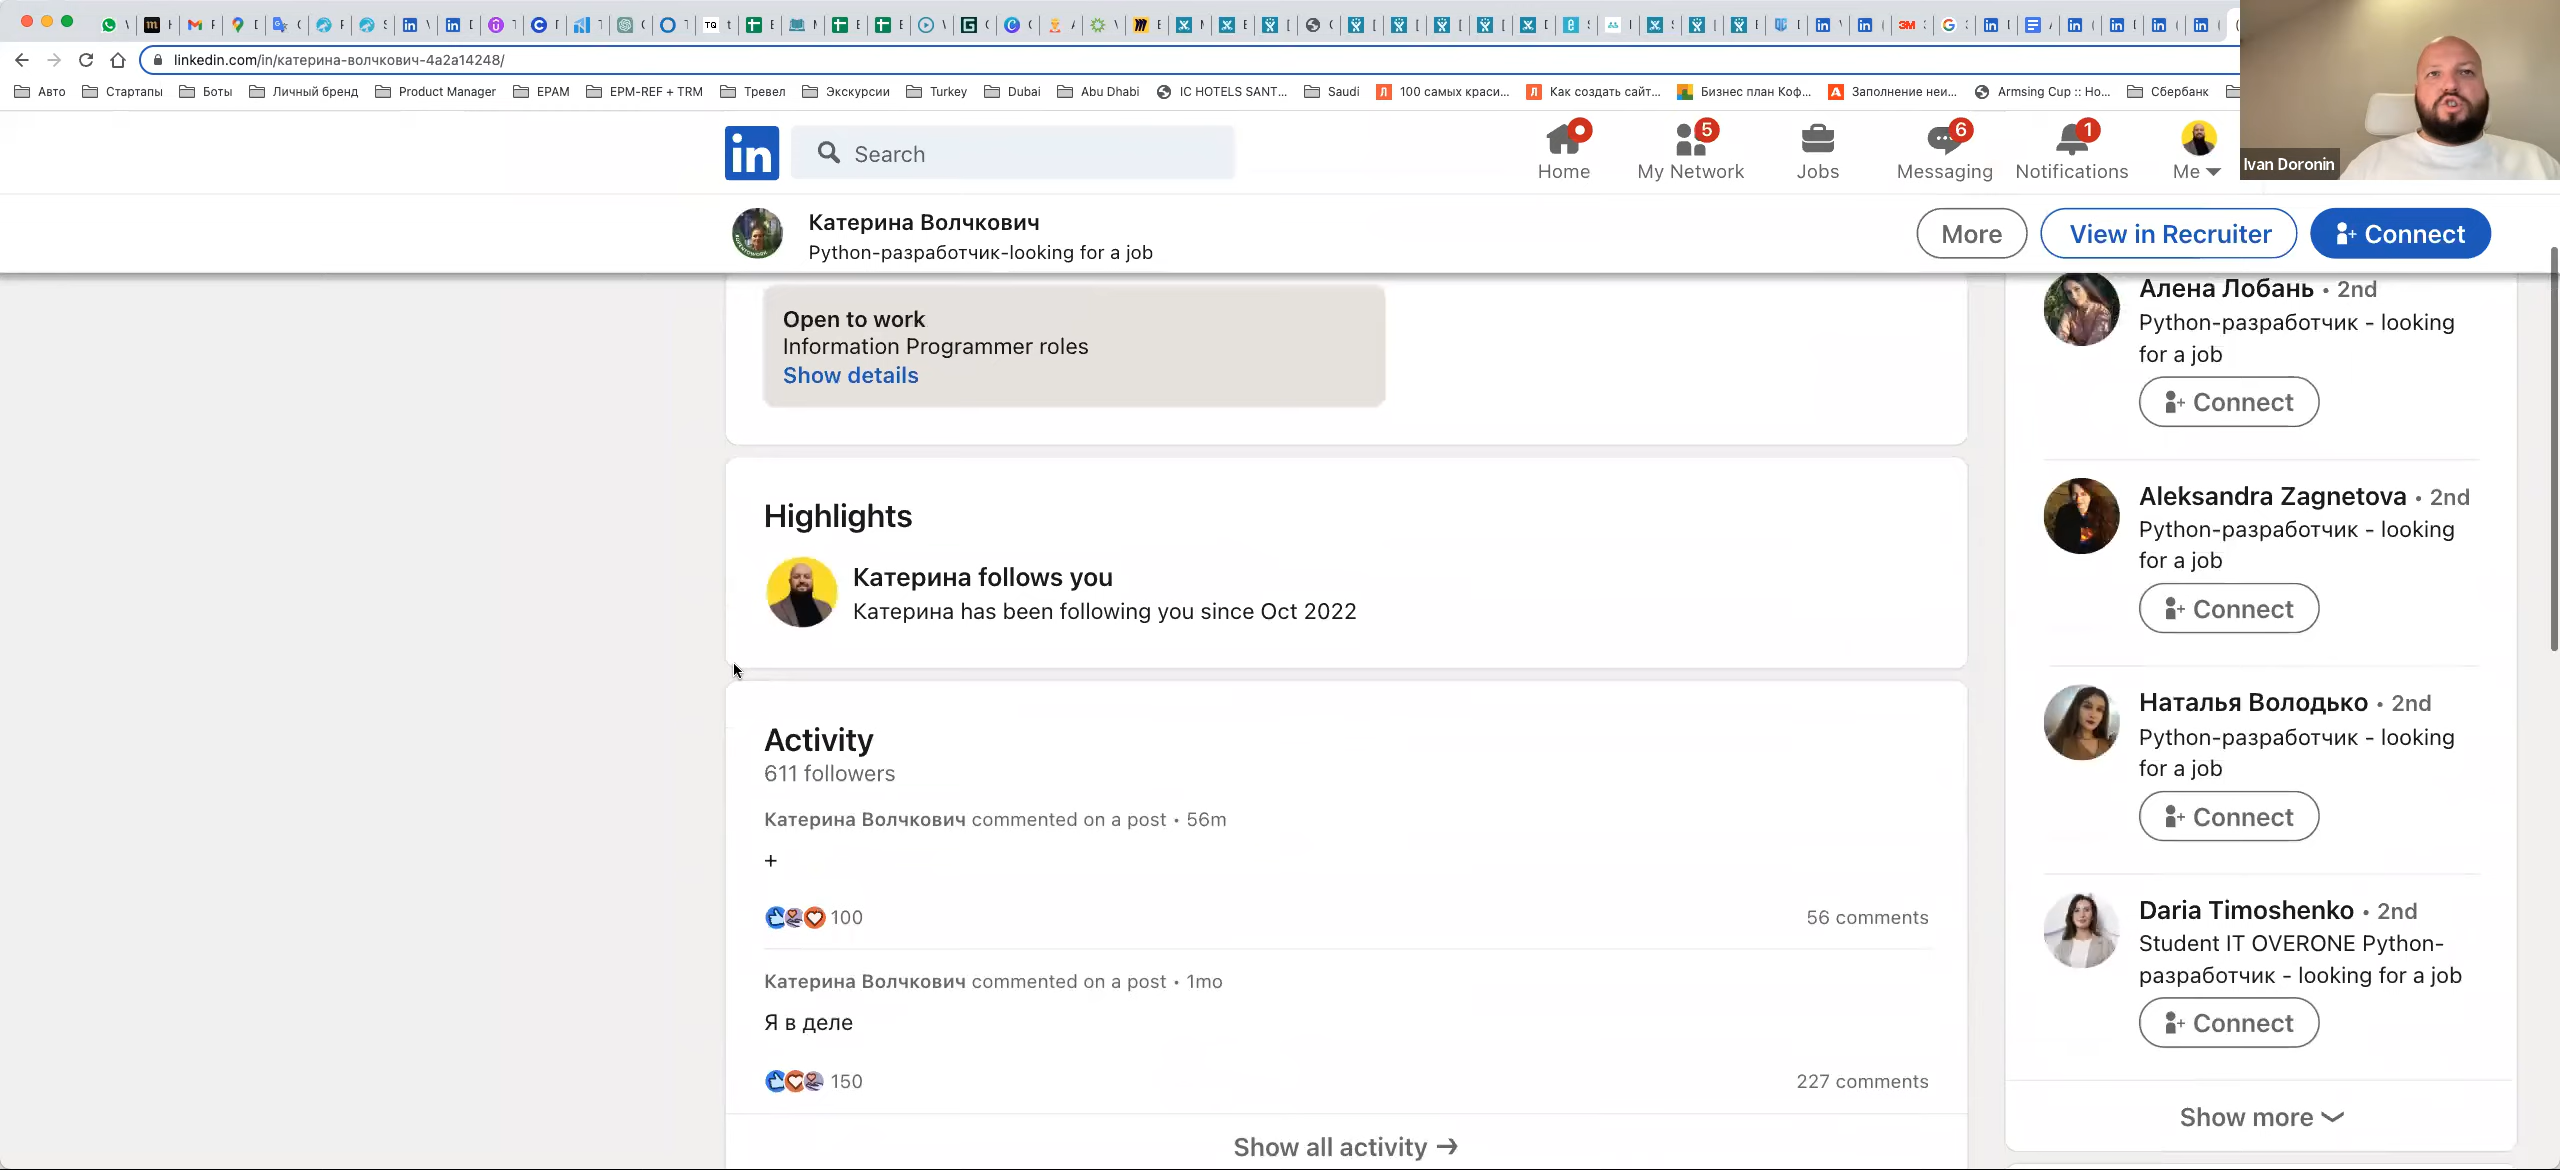 linkedin.com/in/катерина-волчкович-4a2a14248/
Авто
Стартапы
Боты
Личный бренд
Product Manager
EPAM
EPM-REF + TRM
Тревел
Экскурсии
Turkey
Dubai
Abu Dhabi
IC HOTELS SANT...
Saudi
100 самых краси...
Как создать сайт...
Бизнес план Коф...
Заполнение неи...
Armsing Cup :: Ho...
Сбербанк
Ivan Doronin
in
Search
Home
5
My Network
Jobs
6
Messaging
1
Notifications
Me
Катерина Волчкович
Python-разработчик-looking for a job
More
View in Recruiter
Connect
Open to work
Information Programmer roles
Show details
Highlights
Катерина follows you
Катерина has been following you since Oct 2022
Activity
611 followers
Катерина Волчкович commented on a post • 56m
+
100
56 comments
Катерина Волчкович commented on a post • 1mo
Я в деле
150
227 comments
Show all activity →
Алена Лобань • 2nd
Python-разработчик - looking
for a job
Connect
Aleksandra Zagnetova • 2nd
Python-разработчик - looking
for a job
Connect
Наталья Володько • 2nd
Python-разработчик - looking
for a job
Connect
Daria Timoshenko • 2nd
Student IT OVERONE Python-
разработчик - looking for a job
Connect
Show more